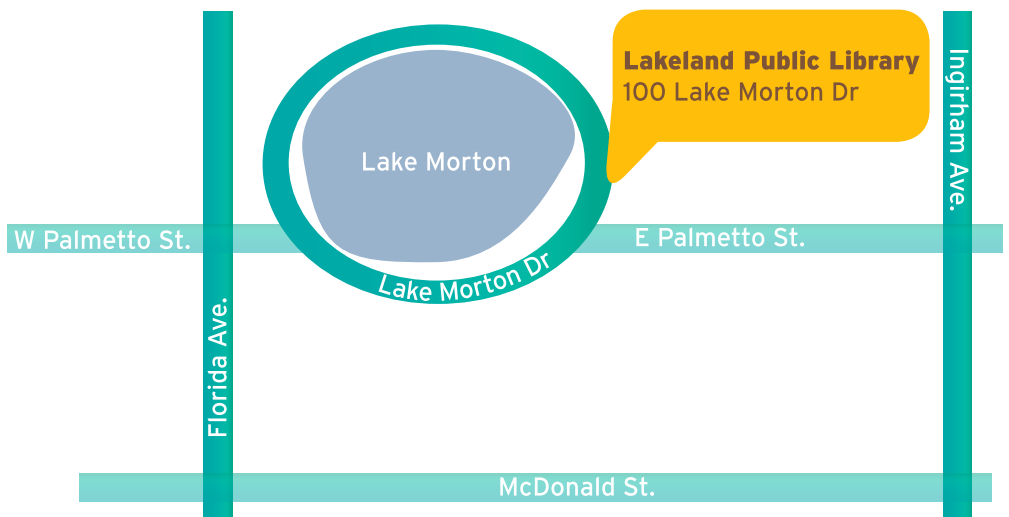 Lakeland Public Library
100 Lake Morton Dr
Ingirham Ave.
Lake Morton
W Palmetto St.
E Palmetto St.
Lake Morton Dr
Florida Ave.
McDonald St.